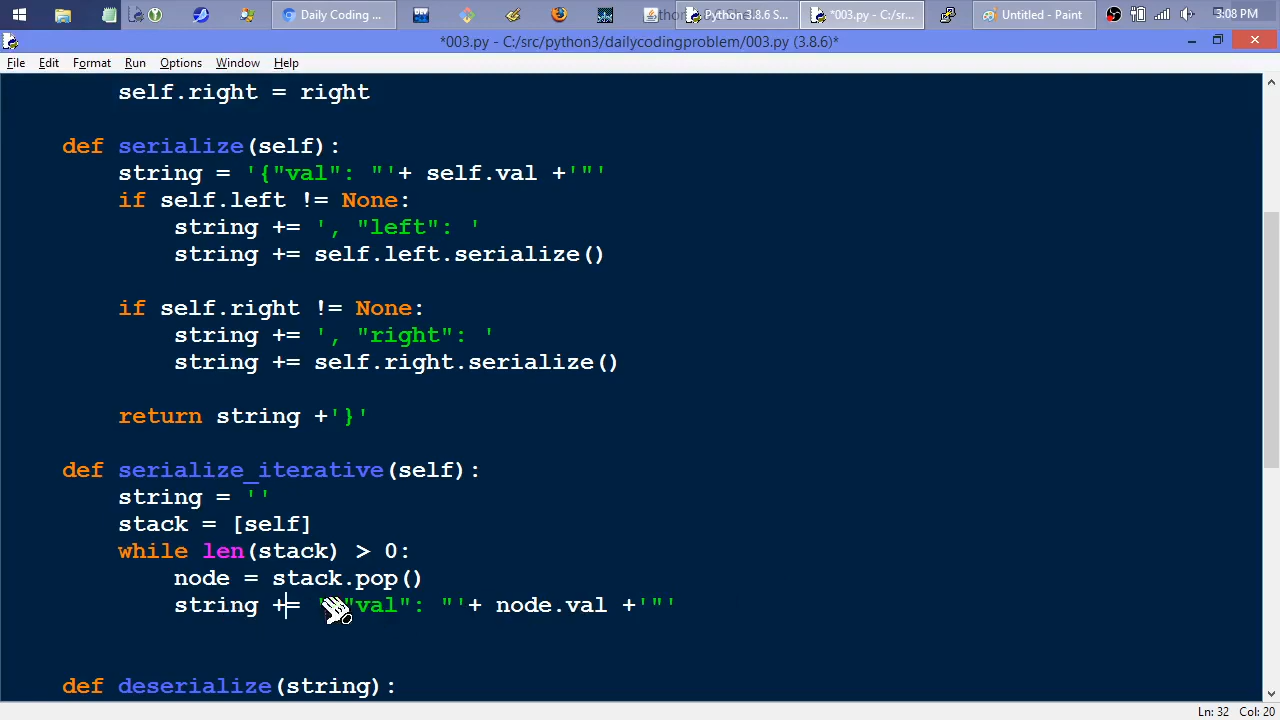 Daily Coding ...
Python 3.8.6 S...
*003.py - C:/sr...
Untitled - Paint
3:08 PM
*003.py - C:/src/python3/dailycodingproblem/003.py (3.8.6)*
File Edit Format Run Options Window Help
self.right = right
def serialize(self):
string = '{"val": "'+ self.val +'"'
if self.left != None:
string += ', "left": '
string += self.left.serialize()
if self.right != None:
string += ', "right": '
string += self.right.serialize()
return string +'}'
def serialize_iterative(self):
string = ''
stack = [self]
while len(stack) > 0:
node = stack.pop()
string += '"val": "'+ node.val +'"'
def deserialize(string):
Ln: 32 Col: 20